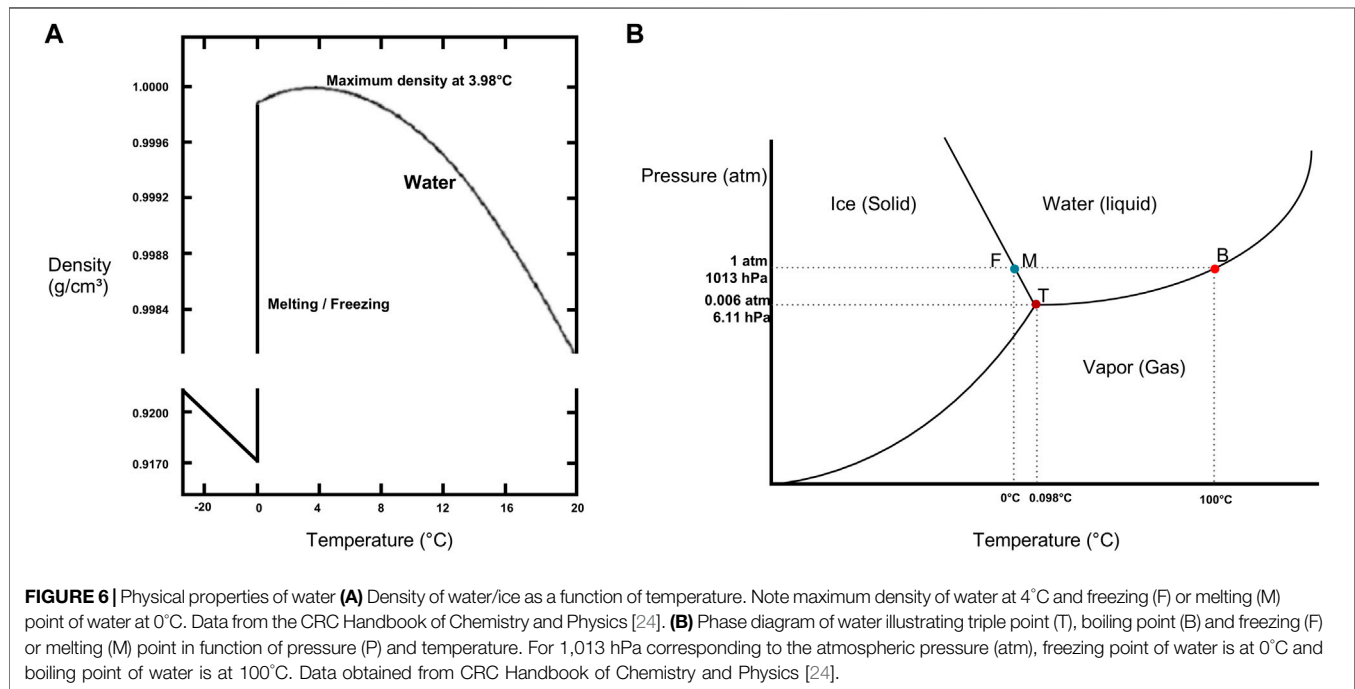 A
Maximum density at 3.98°C
1.0000
0.9996
Water
0.9992
0.9988
Density
(g/cm³)
Melting / Freezing
0.9984
0.9200
0.9170
-20 0 4 8 12 16 20
Temperature (°C)
B
Pressure (atm)
Ice (Solid)
Water (liquid)
1 atm
1013 hPa
F M
B
0.006 atm
6.11 hPa
T
Vapor (Gas)
0°C 0.098°C 100°C
Temperature (°C)
FIGURE 6 | Physical properties of water (A) Density of water/ice as a function of temperature. Note maximum density of water at 4°C and freezing (F) or melting (M)
point of water at 0°C. Data from the CRC Handbook of Chemistry and Physics [24]. (B) Phase diagram of water illustrating triple point (T), boiling point (B) and freezing (F)
or melting (M) point in function of pressure (P) and temperature. For 1,013 hPa corresponding to the atmospheric pressure (atm), freezing point of water is at 0°C and
boiling point of water is at 100°C. Data obtained from CRC Handbook of Chemistry and Physics [24].